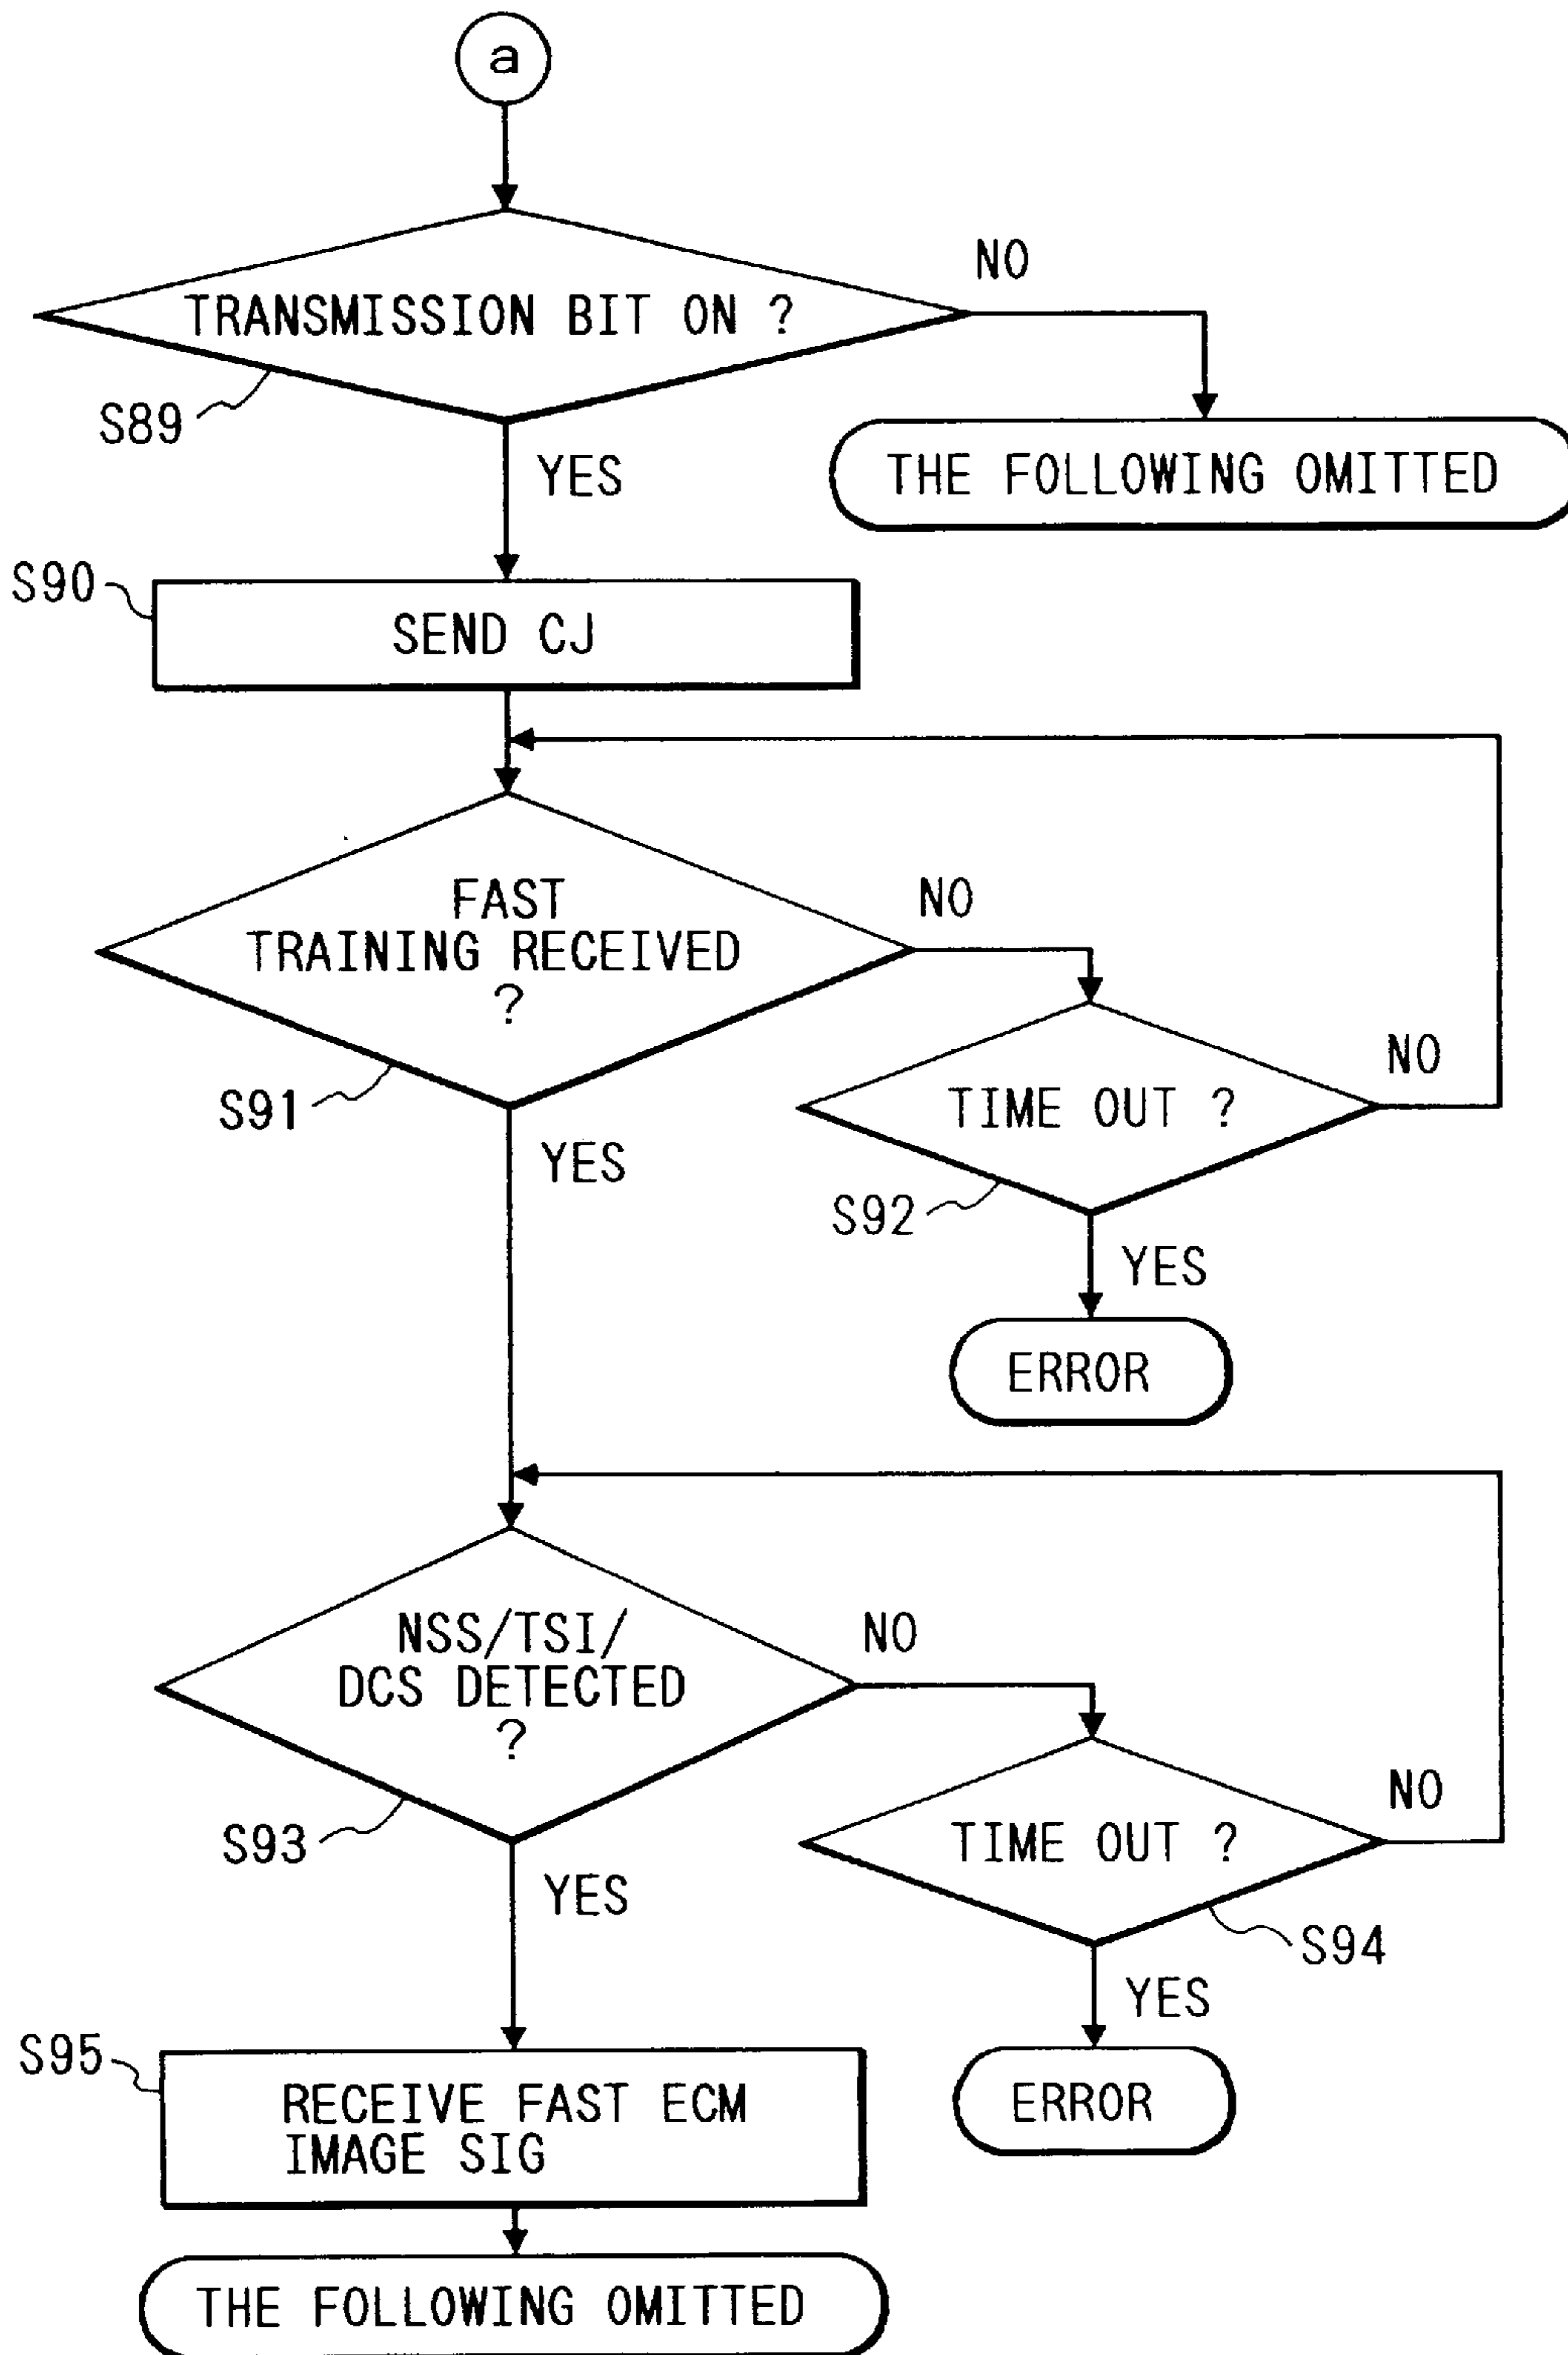 a
NO
TRANSMISSION BIT ON ?
S89
YES
THE FOLLOWING OMITTED
S90
SEND CJ
FAST
TRAINING RECEIVED
?
NO
S91
YES
TIME OUT ?
NO
S92
YES
ERROR
NSS/TSI/
DCS DETECTED
?
NO
S93
YES
TIME OUT ?
NO
S94
YES
ERROR
S95
RECEIVE FAST ECM
IMAGE SIG
THE FOLLOWING OMITTED